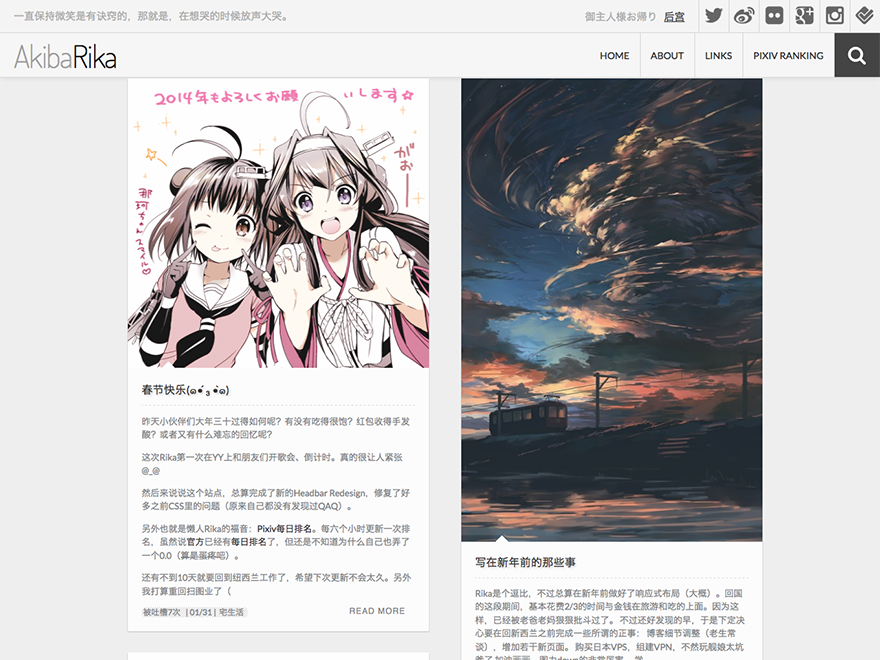 一直保持微笑是有诀窍的，那就是，在想哭的时候放声大哭。
御主人様お帰り 后宫
AkibaRika
HOME
ABOUT
LINKS
PIXIV RANKING
2014年もよろしくお願いします☆
がおー
那珂ちゃんスマイル♡
春节快乐(๑•́ ₃ •̀๑)
昨天小伙伴们大年三十过得如何呢？有没有吃得很饱？红包收得手发
酸？或者又有什么难忘的回忆呢？
这次Rika第一次在YY上和朋友们开歌会、倒计时。真的很让人紧张
@_@
然后来说说这个站点，总算完成了新的Headbar Redesign，修复了好
多之前CSS里的问题（原来自己都没有发现过QAQ）。
另外也就是懒人Rika的福音：Pixiv每日排名。每六个小时更新一次排
名，虽然说官方已经有每日排名了，但还是不知道为什么自己也弄了
一个0.0（算是蛋疼吧）。
还有不到10天就要回到纽西兰工作了，希望下次更新不会太久。另外
我打算重回扫图业了（
被吐槽7次 | 01/31 | 宅生活
READ MORE
写在新年前的那些事
Rika是个逗比，不过总算在新年前做好了响应式布局（大概）。回国
的这段期间，基本花费2/3的时间与金钱在旅游和吃的上面。因为这
样，已经被老爸老妈狠狠批斗过了。不过还好发现的早，于是下定决
心要在回新西兰之前完成一些所谓的正事： 博客细节调整（老生常
谈），增加若干新页面。 购买日本VPS，组建VPN，不然玩舰娘太坑